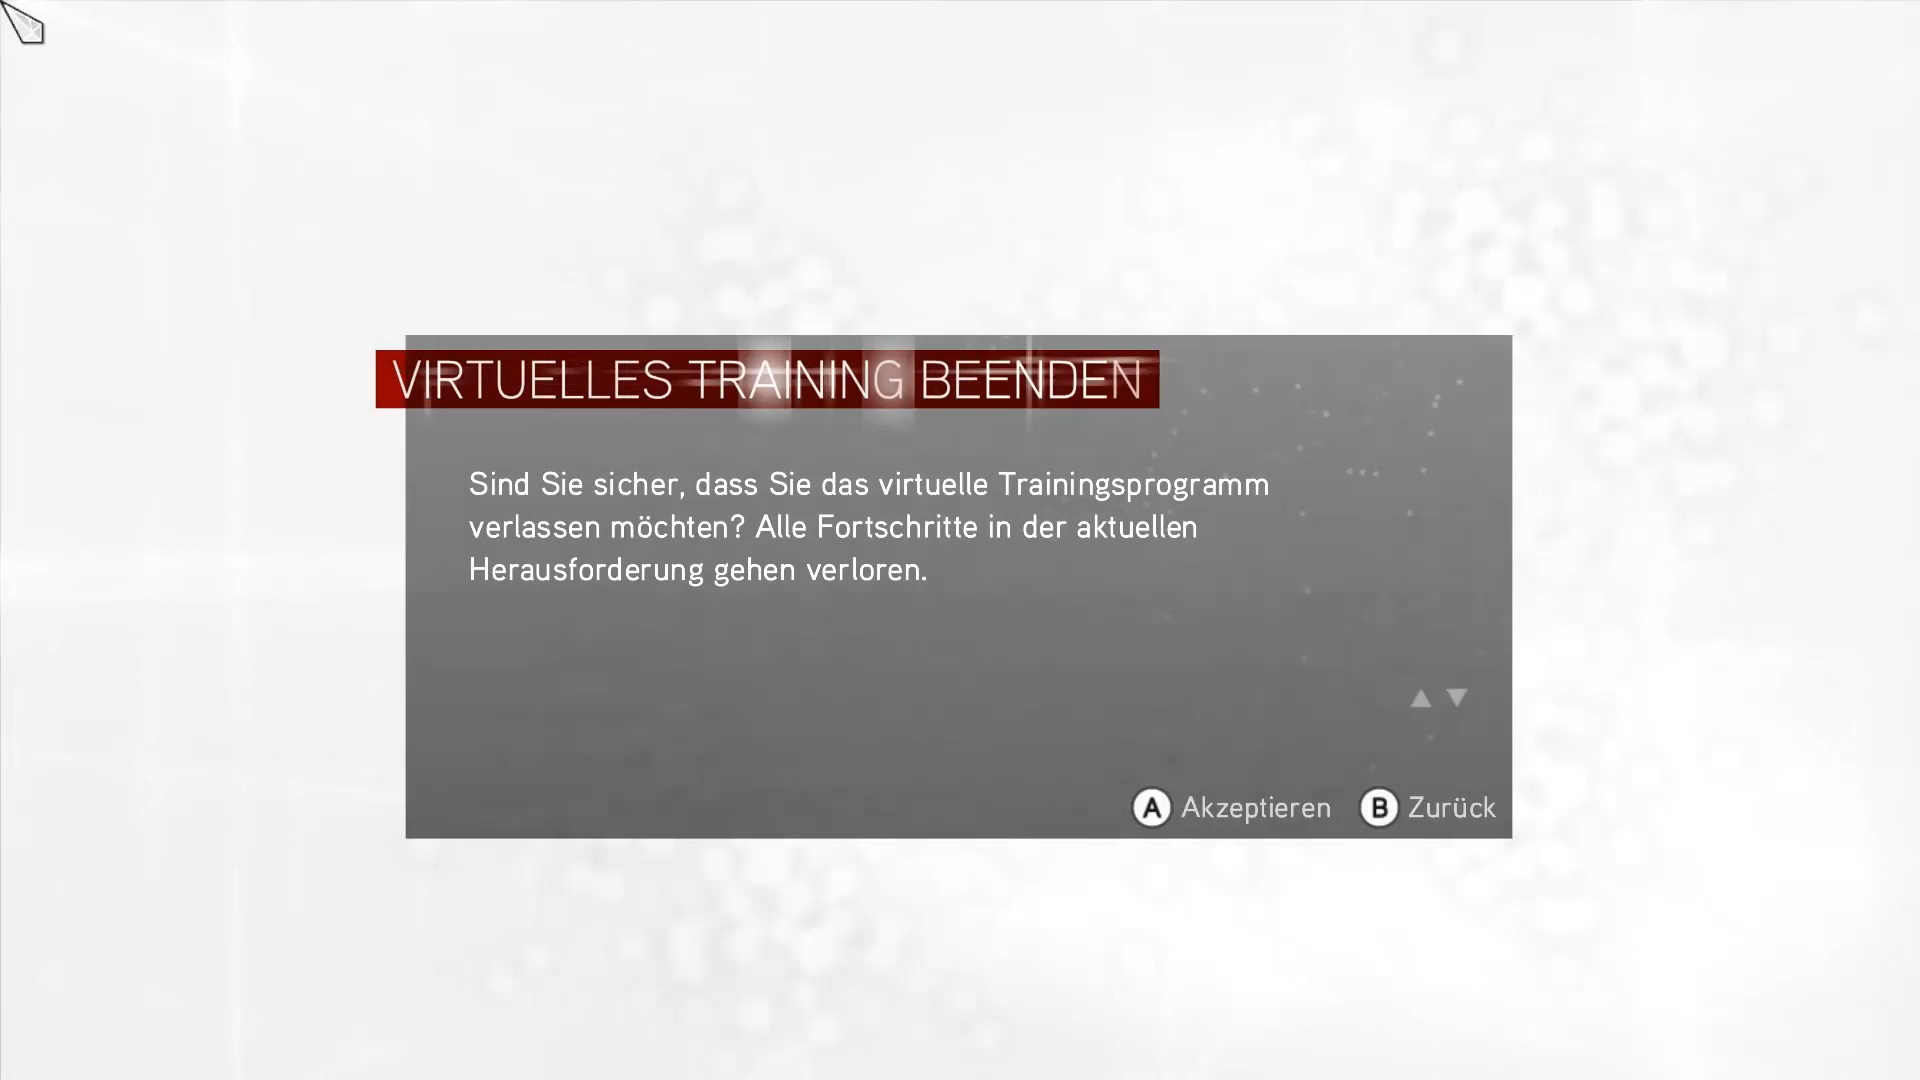 VIRTUELLES TRAINING BEENDEN
Sind Sie sicher, dass Sie das virtuelle Trainingsprogramm
verlassen möchten? Alle Fortschritte in der aktuellen
Herausforderung gehen verloren.
A Akzeptieren B Zurück